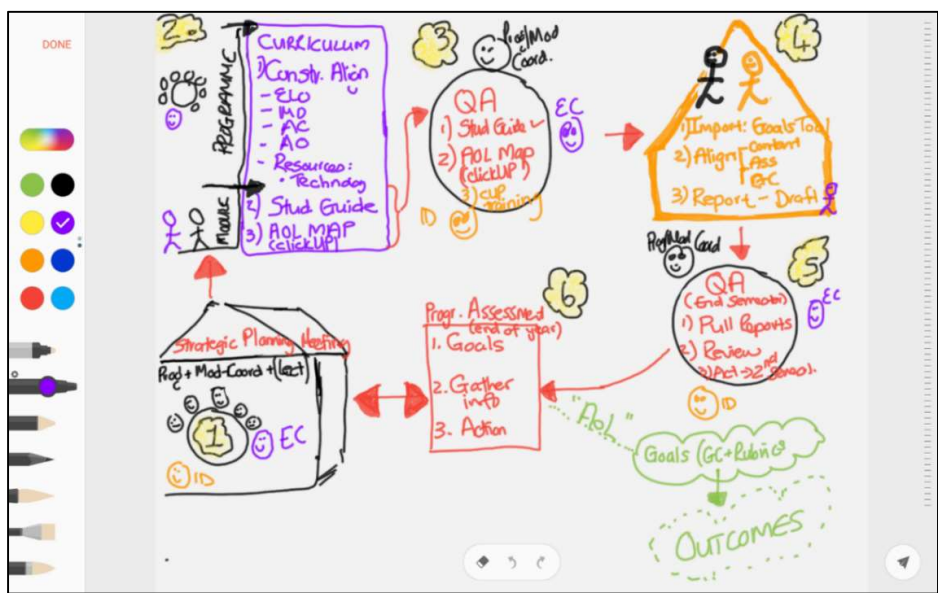 DONE
2.
PROGRAMME
MODULE
CURRICULUM
1) Constr. Align
- ELO
- MO
- AC
- AO
- Resources:
• Technolog
2) Stud Guide
3) AOL MAP
(clickUP)
3
Prog/Mod
Coord.
QA
1) Stud Guide ✓
2) AOL MAP
(clickUP)
3) cUP
training
EC
ID
4
1) Import: Goals Tool
2) Align
Content
Ass
GC
3) Report - Draft
Prog/Mod Coord
5
QA
(End Semester)
1) Pull Reports
2) Review
3) Act → 2nd
EC
ID
6
Progr. Assessment
(end of year)
1. Goals
2. Gather
info
3. Action
Strategic Planning Meeting
Prog + Mod-Coord + (Lect)
1
EC
ID
"AoL"
Goals (GC + Rubrics)
OUTCOMES